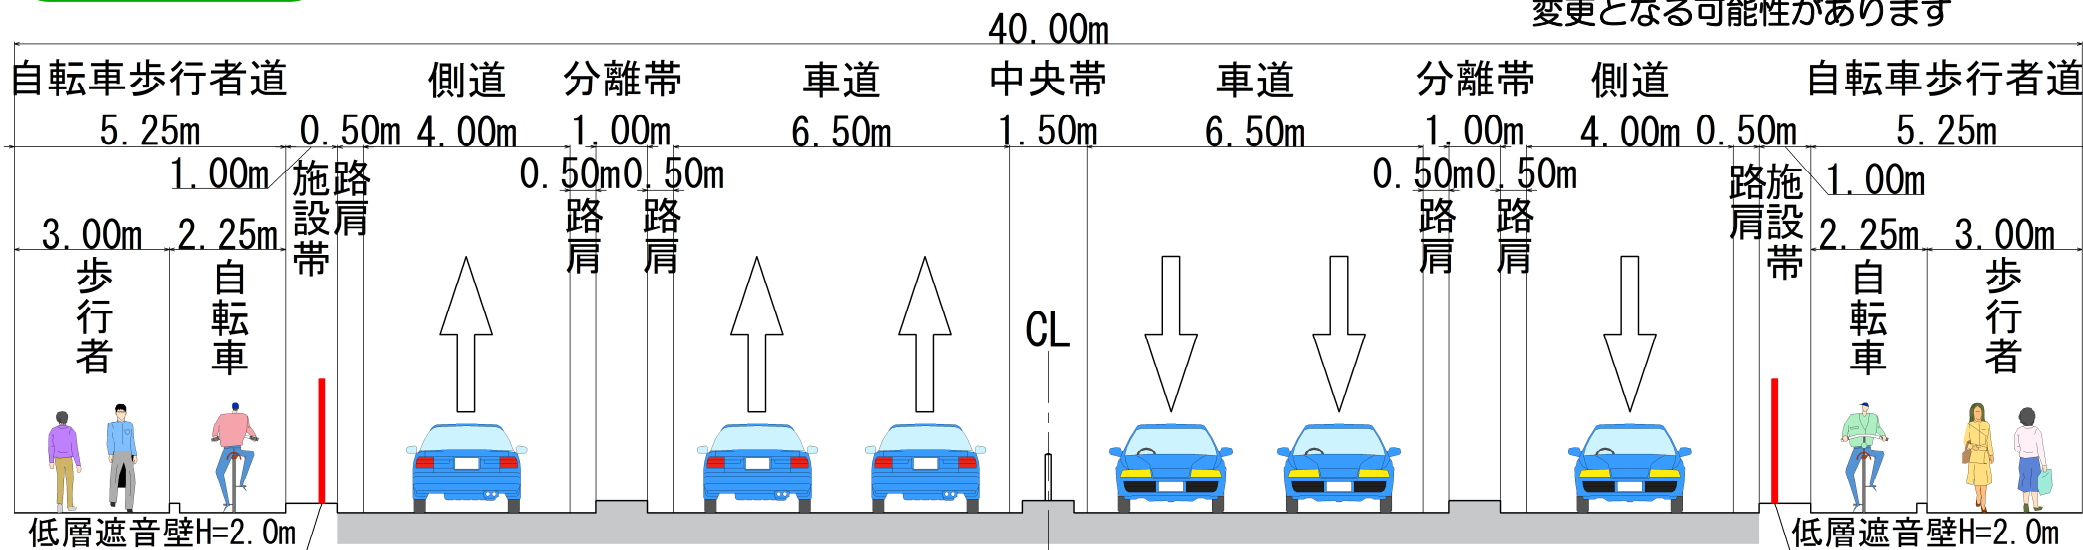 変更となる可能性があります
40.00m
自転車歩行者道 側道 分離帯 車道 中央帯 車道 分離帯 側道 自転車歩行者道
5.25m 0.50m 4.00m 1.00m 6.50m 1.50m 6.50m 1.00m 4.00m 0.50m 5.25m
1.00m 施設帯 路肩 0.50m 0.50m 0.50m 0.50m 路肩 施設帯 1.00m
路肩 路肩 路肩 路肩
3.00m 2.25m 2.25m 3.00m
歩行者 自転車 自転車 歩行者
CL
低層遮音壁H=2.0m 低層遮音壁H=2.0m